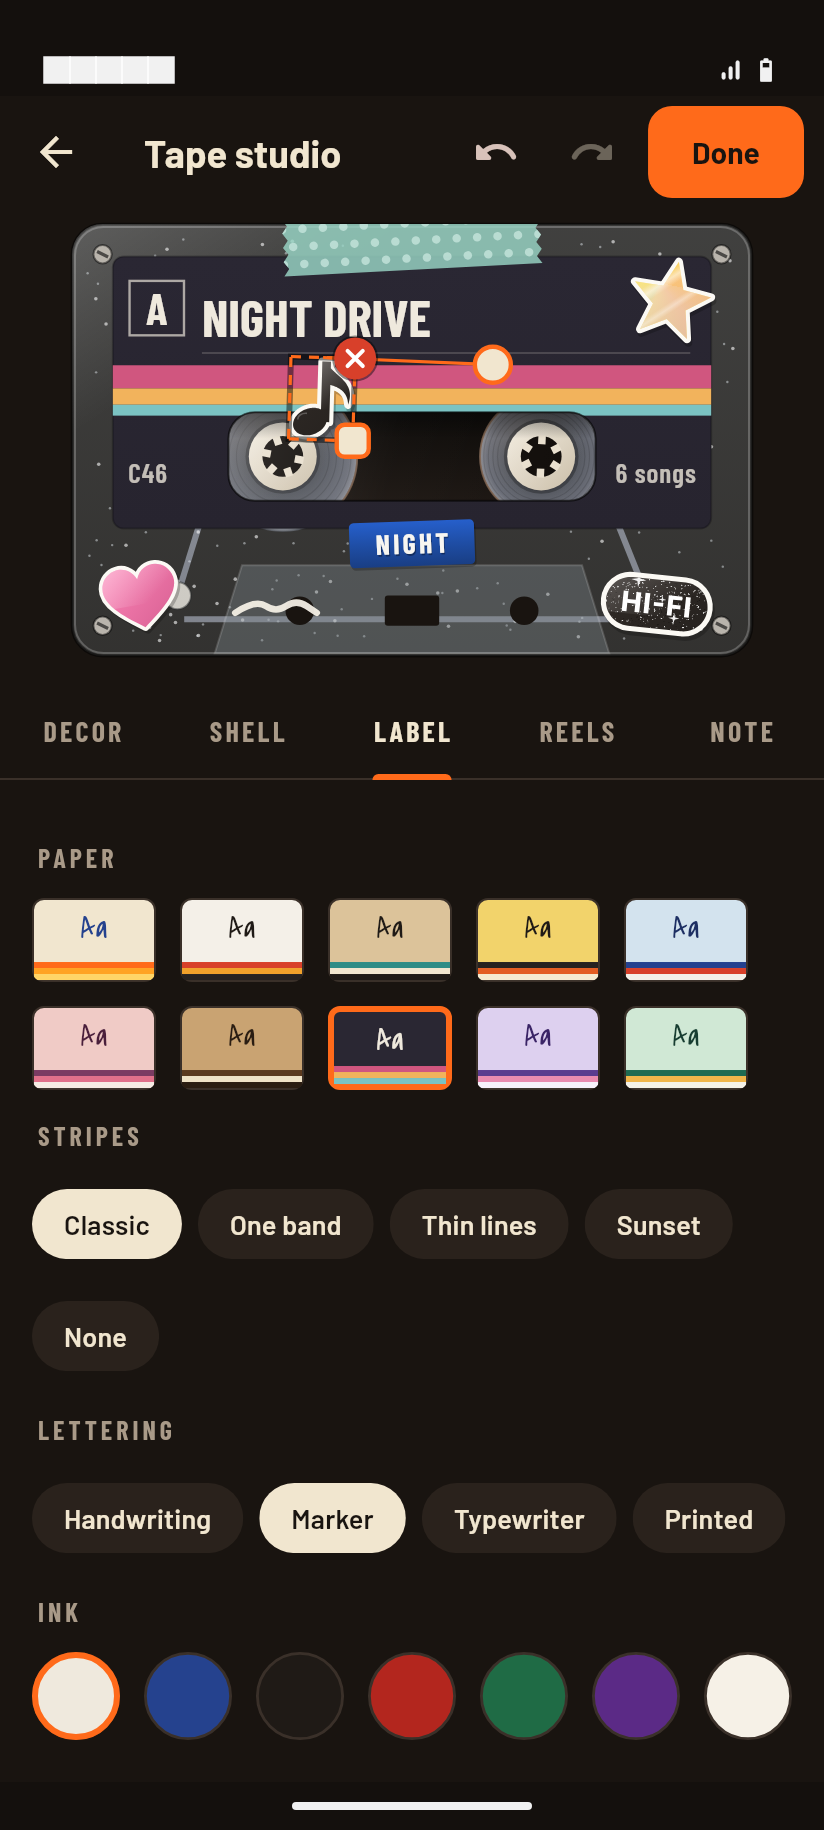 Tape studio
Done
A
NIGHT DRIVE
C46
6 songs
NIGHT
HI-FI
DECOR
SHELL
LABEL
REELS
NOTE
PAPER
Aa
Aa
Aa
Aa
Aa
Aa
Aa
Aa
Aa
Aa
STRIPES
Classic
One band
Thin lines
Sunset
None
LETTERING
Handwriting
Marker
Typewriter
Printed
INK